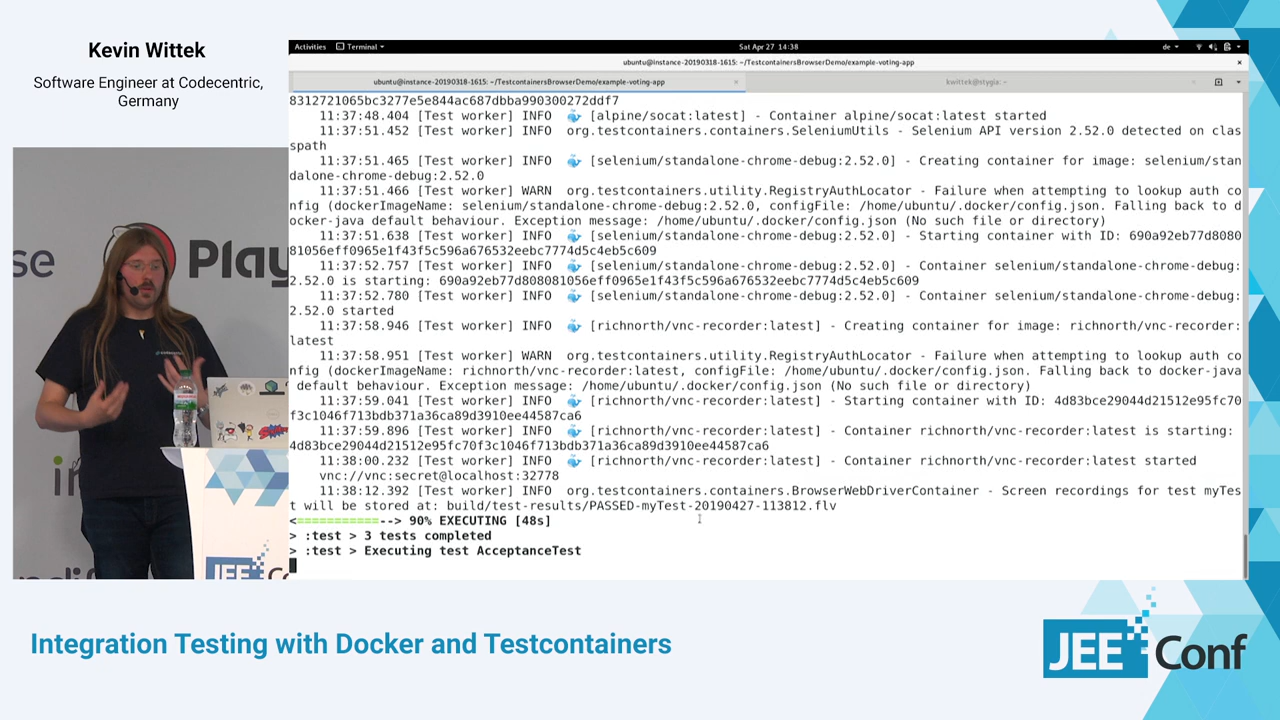 Kevin Wittek
Software Engineer at Codecentric,
Germany
se
Play
Activities
Terminal
Sat Apr 27 14:38
de
ubuntu@instance-20190318-1615: ~/TestcontainersBrowserDemo/example-voting-app
ubuntu@instance-20190318-1615: ~/TestcontainersBrowserDemo/example-voting-app
kwittek@stygia: ~
8312721065bc3277e5e844ac687dbba990300272ddf7
11:37:48.404 [Test worker] INFO 🐳 [alpine/socat:latest] - Container alpine/socat:latest started
11:37:51.452 [Test worker] INFO org.testcontainers.containers.SeleniumUtils - Selenium API version 2.52.0 detected on clas
spath
11:37:51.465 [Test worker] INFO 🐳 [selenium/standalone-chrome-debug:2.52.0] - Creating container for image: selenium/stan
dalone-chrome-debug:2.52.0
11:37:51.466 [Test worker] WARN org.testcontainers.utility.RegistryAuthLocator - Failure when attempting to lookup auth co
nfig (dockerImageName: selenium/standalone-chrome-debug:2.52.0, configFile: /home/ubuntu/.docker/config.json. Falling back to d
ocker-java default behaviour. Exception message: /home/ubuntu/.docker/config.json (No such file or directory)
11:37:51.638 [Test worker] INFO 🐳 [selenium/standalone-chrome-debug:2.52.0] - Starting container with ID: 690a92eb77d8080
81056eff0965e1f43f5c596a676532eebc7774d5c4eb5c609
11:37:52.757 [Test worker] INFO 🐳 [selenium/standalone-chrome-debug:2.52.0] - Container selenium/standalone-chrome-debug:
2.52.0 is starting: 690a92eb77d808081056eff0965e1f43f5c596a676532eebc7774d5c4eb5c609
11:37:52.780 [Test worker] INFO 🐳 [selenium/standalone-chrome-debug:2.52.0] - Container selenium/standalone-chrome-debug:
2.52.0 started
11:37:58.946 [Test worker] INFO 🐳 [richnorth/vnc-recorder:latest] - Creating container for image: richnorth/vnc-recorder:
latest
11:37:58.951 [Test worker] WARN org.testcontainers.utility.RegistryAuthLocator - Failure when attempting to lookup auth co
nfig (dockerImageName: richnorth/vnc-recorder:latest, configFile: /home/ubuntu/.docker/config.json. Falling back to docker-java
default behaviour. Exception message: /home/ubuntu/.docker/config.json (No such file or directory)
11:37:59.041 [Test worker] INFO 🐳 [richnorth/vnc-recorder:latest] - Starting container with ID: 4d83bce29044d21512e95fc70
f3c1046f713bdb371a36ca89d3910ee44587ca6
11:37:59.896 [Test worker] INFO 🐳 [richnorth/vnc-recorder:latest] - Container richnorth/vnc-recorder:latest is starting:
4d83bce29044d21512e95fc70f3c1046f713bdb371a36ca89d3910ee44587ca6
11:38:00.232 [Test worker] INFO 🐳 [richnorth/vnc-recorder:latest] - Container richnorth/vnc-recorder:latest started
vnc://vnc:secret@localhost:32778
11:38:12.392 [Test worker] INFO org.testcontainers.containers.BrowserWebDriverContainer - Screen recordings for test myTes
t will be stored at: build/test-results/PASSED-myTest-20190427-113812.flv
<===========--> 90% EXECUTING [48s]
> :test > 3 tests completed
> :test > Executing test AcceptanceTest
JEE
Integration Testing with Docker and Testcontainers
JEE Conf